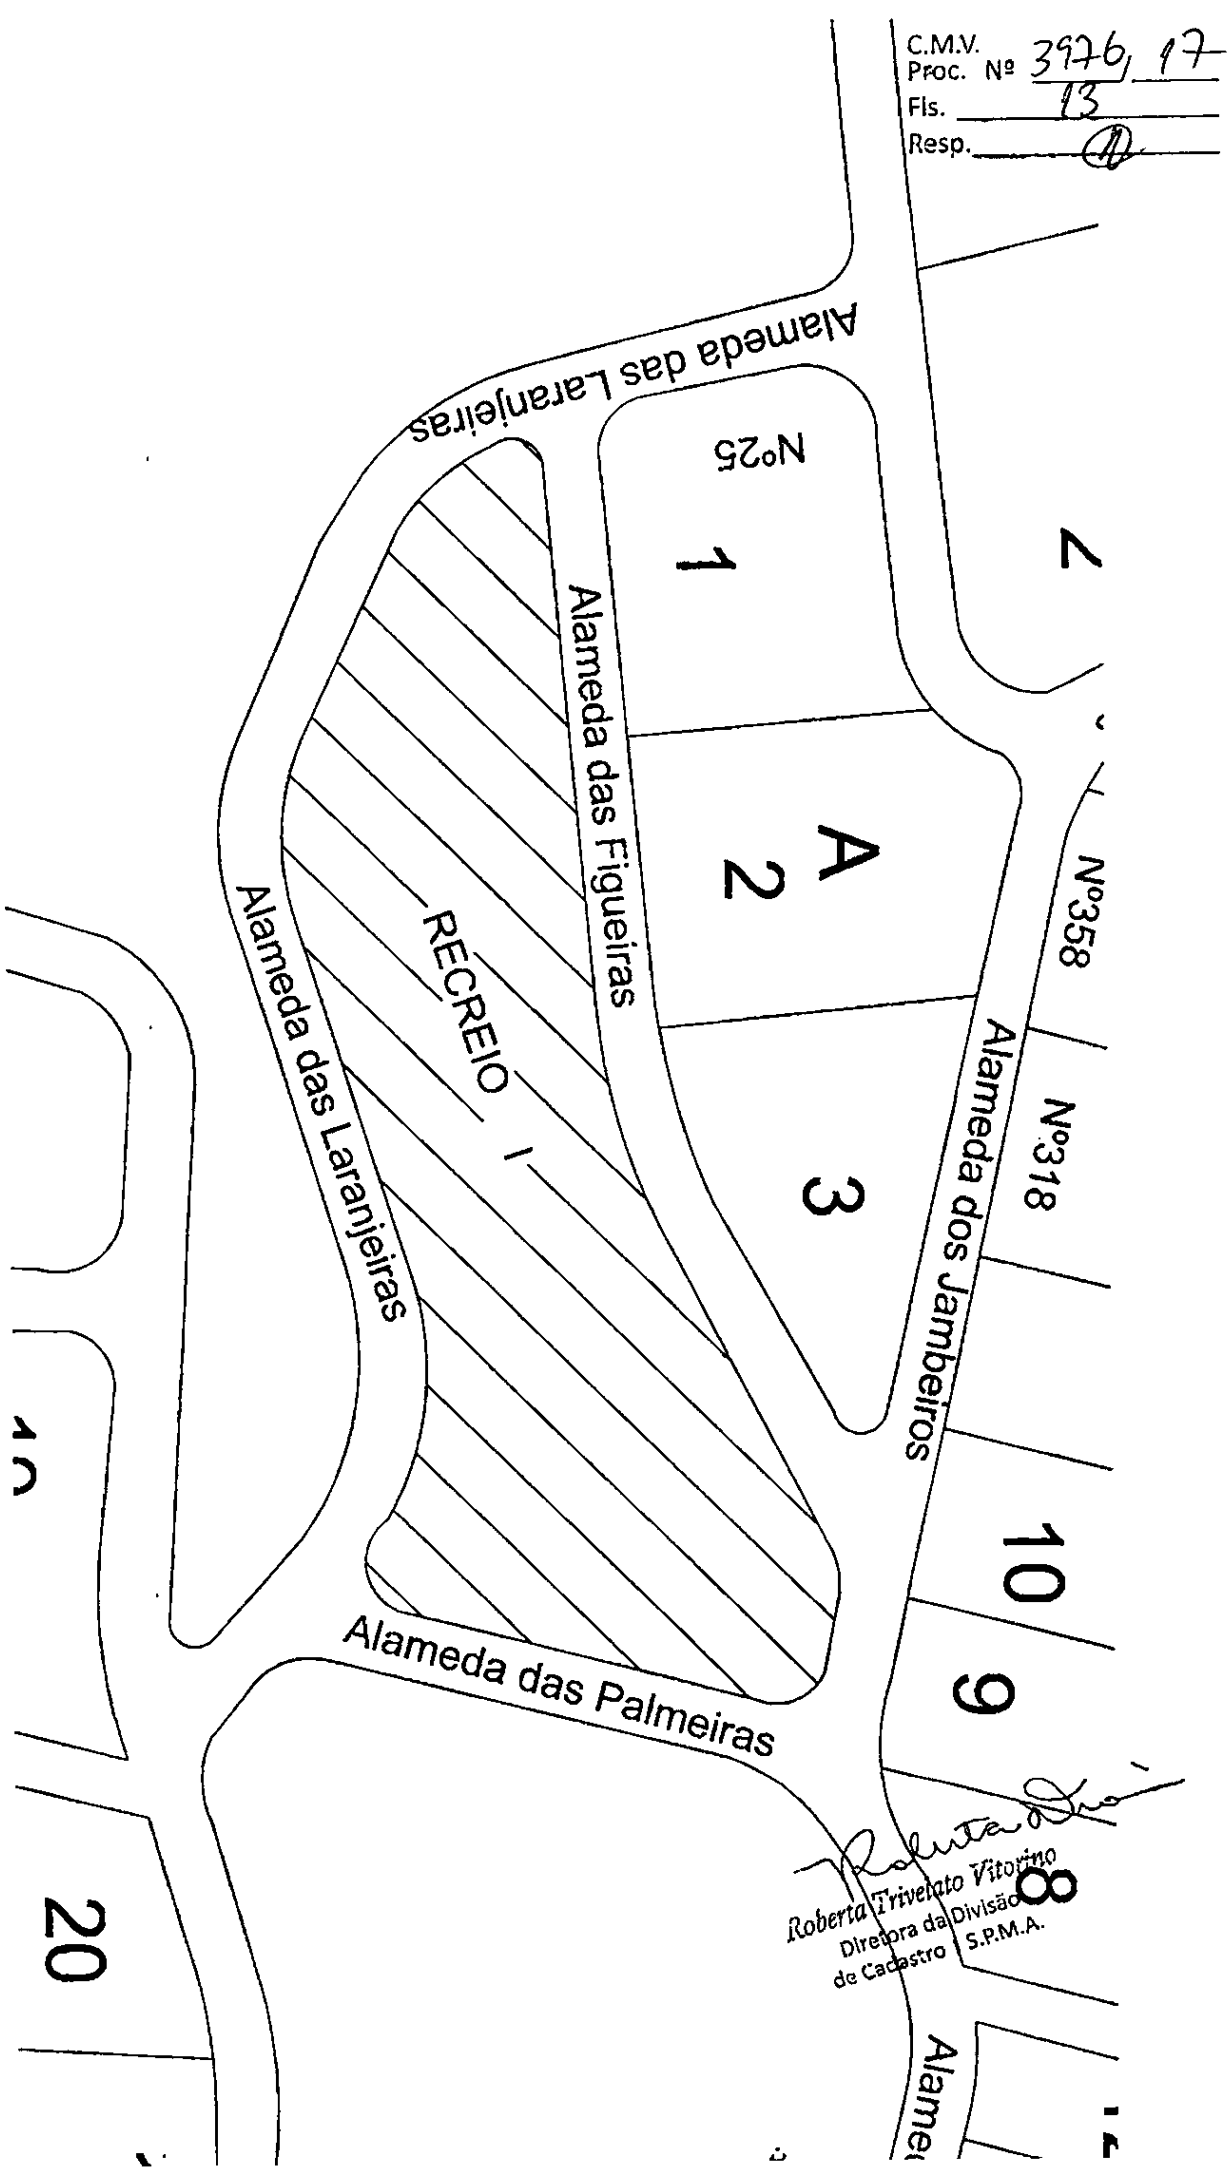 C.M.V.
Proc. Nº 3976, 17
Fls. 13
Resp.
Alameda das Laranjeiras
Nº25
1
Alameda das Figueiras
A
2
Nº358
RECREIO I
Alameda das Laranjeiras
3
Alameda dos Jambeiros
Nº318
10
9
Alameda das Palmeiras
8
Roberta Trivelato Vitorino
Diretora da Divisão
de Cadastro S.P.M.A.
20